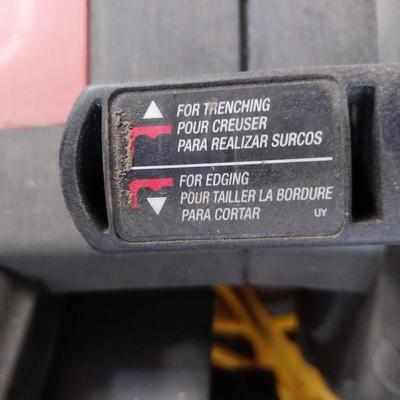 FOR TRENCHING
POUR CREUSER
PARA REALIZAR SURCOS
FOR EDGING
POUR TAILLER LA BORDURE
PARA CORTAR
UY